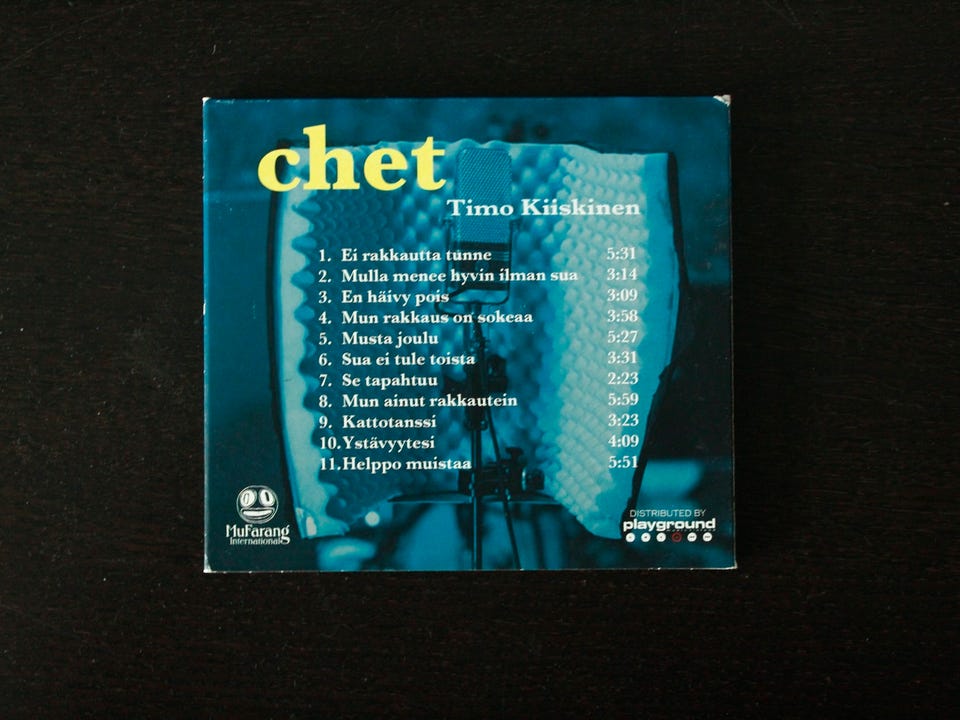 chet
Timo Kiiskinen
1. Ei rakkautta tunne 5:31
2. Mulla menee hyvin ilman sua 3:14
3. En häivy pois 3:09
4. Mun rakkaus on sokeaa 3:58
5. Musta joulu 5:27
6. Sua ei tule toista 3:31
7. Se tapahtuu 2:23
8. Mun ainut rakkautein 5:59
9. Kattotanssi 3:23
10. Ystävyytesi 4:09
11. Helppo muistaa 5:51
MuFarang
International
DISTRIBUTED BY
playground